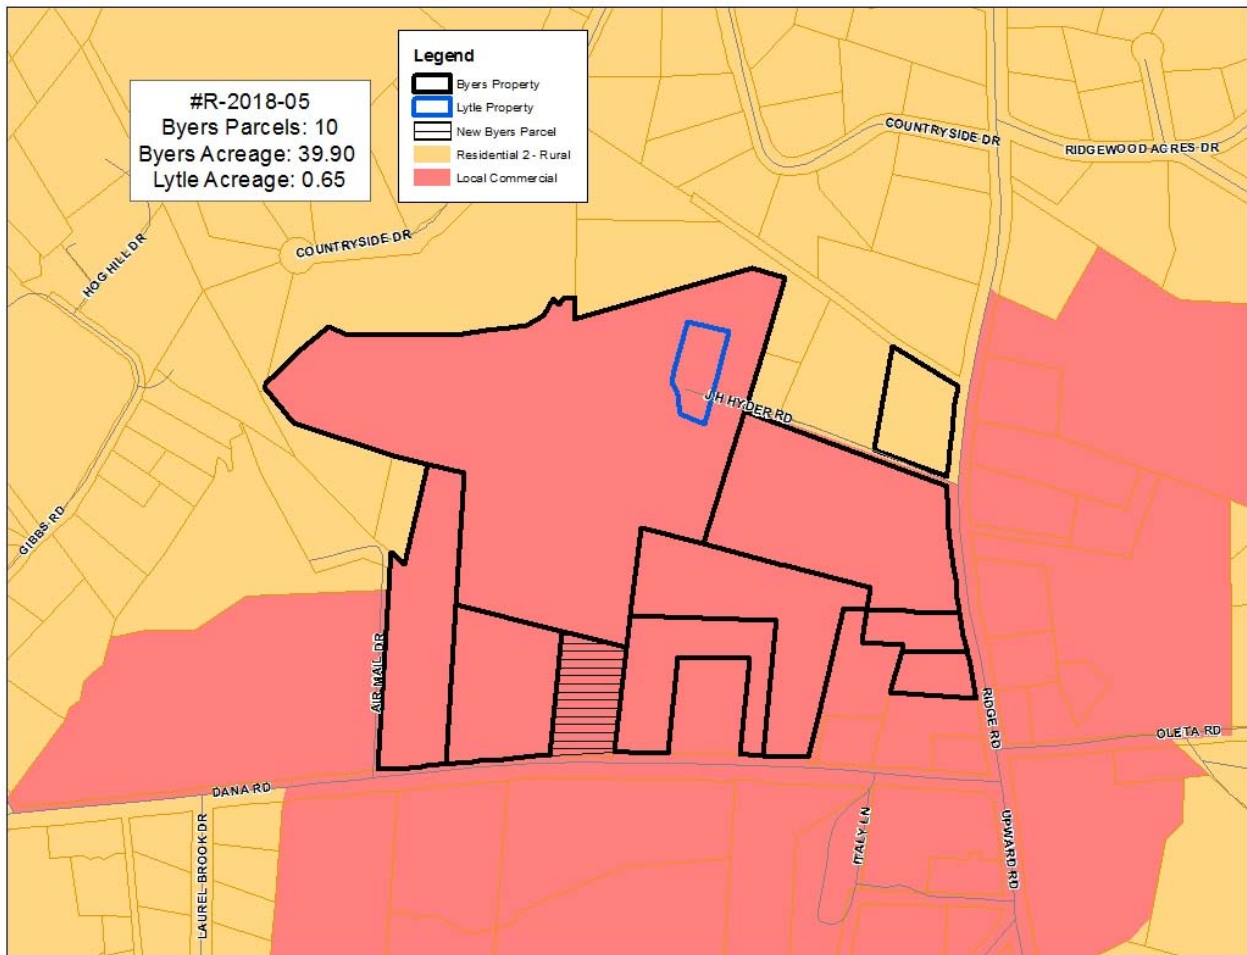 Legend
Byers Property
Lytle Property
New Byers Parcel
Residential 2 - Rural
Local Commercial
#R-2018-05
Byers Parcels: 10
Byers Acreage: 39.90
Lytle Acreage: 0.65
COUNTRYSIDE DR
RIDGEWOOD ACRES DR
HOG HILL DR
COUNTRYSIDE DR
J H HYDER RD
GIBBS RD
AIR MAIL DR
RIDGE RD
OLETA RD
DANA RD
LAUREL BROOK DR
ITALY LN
UPWARD RD